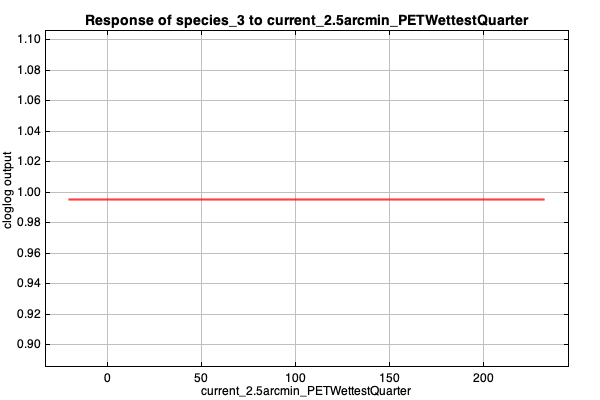 Response of species_3 to current_2.5arcmin_PETWettestQuarter
1.10
1.08
1.06
1.04
1.02
1.00
0.98
0.96
0.94
0.92
0.90
cloglog output
0 50 100 150 200
current_2.5arcmin_PETWettestQuarter